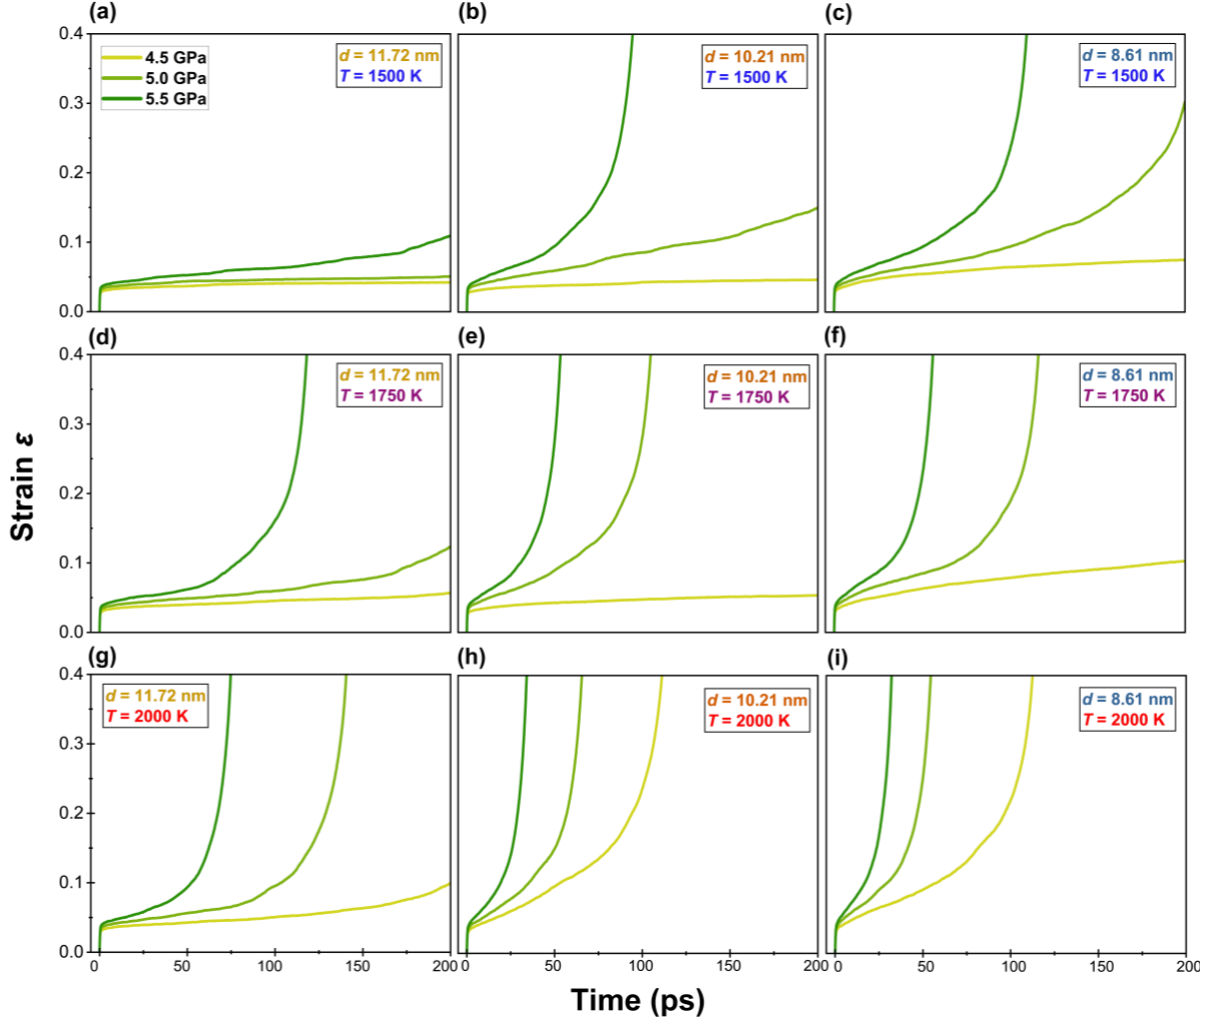 (a)
(b)
(c)
0.4
0.3
0.2
0.1
0.0
4.5 GPa
5.0 GPa
5.5 GPa
d = 11.72 nm
T = 1500 K
d = 10.21 nm
T = 1500 K
d = 8.61 nm
T = 1500 K
(d)
(e)
(f)
0.4
0.3
0.2
0.1
0.0
d = 11.72 nm
T = 1750 K
d = 10.21 nm
T = 1750 K
d = 8.61 nm
T = 1750 K
Strain ε
(g)
(h)
(i)
0.4
0.3
0.2
0.1
0.0
d = 11.72 nm
T = 2000 K
d = 10.21 nm
T = 2000 K
d = 8.61 nm
T = 2000 K
0 50 100 150 200
0 50 100 150 200
0 50 100 150 200
Time (ps)